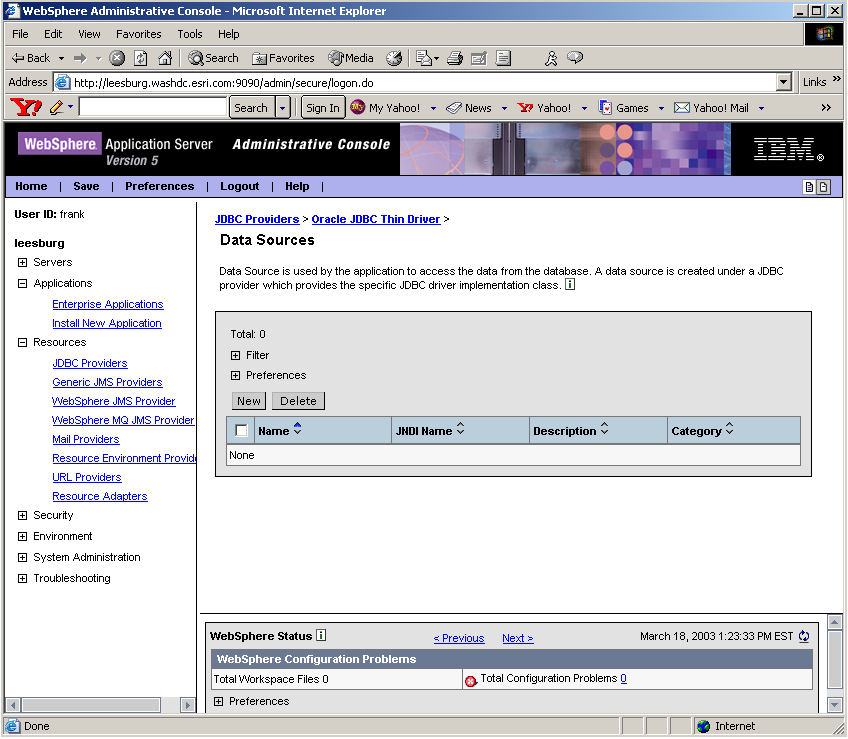 WebSphere Administrative Console - Microsoft Internet Explorer
File Edit View Favorites Tools Help
Back Search Favorites Media
Address http://leesburg.washdc.esri.com:9090/admin/secure/logon.do Links »
Y! Search Sign In My Yahoo! News Yahoo! Games Yahoo! Mail »
WebSphere. Application Server Administrative Console IBM®
Version 5
Home | Save | Preferences | Logout | Help |
User ID: frank
leesburg
Servers
Applications
Enterprise Applications
Install New Application
Resources
JDBC Providers
Generic JMS Providers
WebSphere JMS Provider
WebSphere MQ JMS Provider
Mail Providers
Resource Environment Provid
URL Providers
Resource Adapters
Security
Environment
System Administration
Troubleshooting
JDBC Providers > Oracle JDBC Thin Driver >
Data Sources
Data Source is used by the application to access the data from the database. A data source is created under a JDBC
provider which provides the specific JDBC driver implementation class. i
Total: 0
Filter
Preferences
New Delete
Name JNDI Name Description Category
None
WebSphere Status i < Previous Next > March 18, 2003 1:23:33 PM EST
WebSphere Configuration Problems
Total Workspace Files 0 Total Configuration Problems 0
Preferences
Done Internet